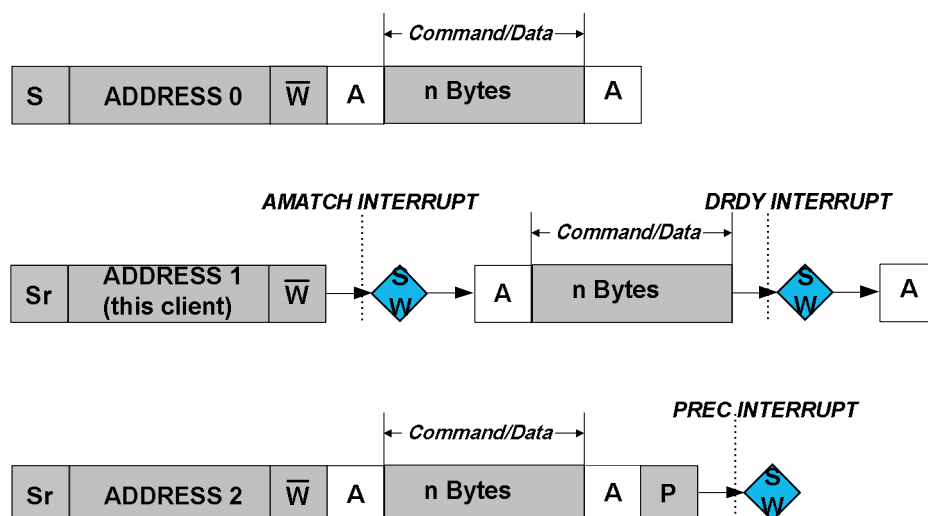 Command/Data
S ADDRESS 0 W A n Bytes A
AMATCH INTERRUPT DRDY INTERRUPT
Command/Data
Sr ADDRESS 1 (this client) W S W A n Bytes S W A
PREC INTERRUPT
Command/Data
Sr ADDRESS 2 W A n Bytes A P S W